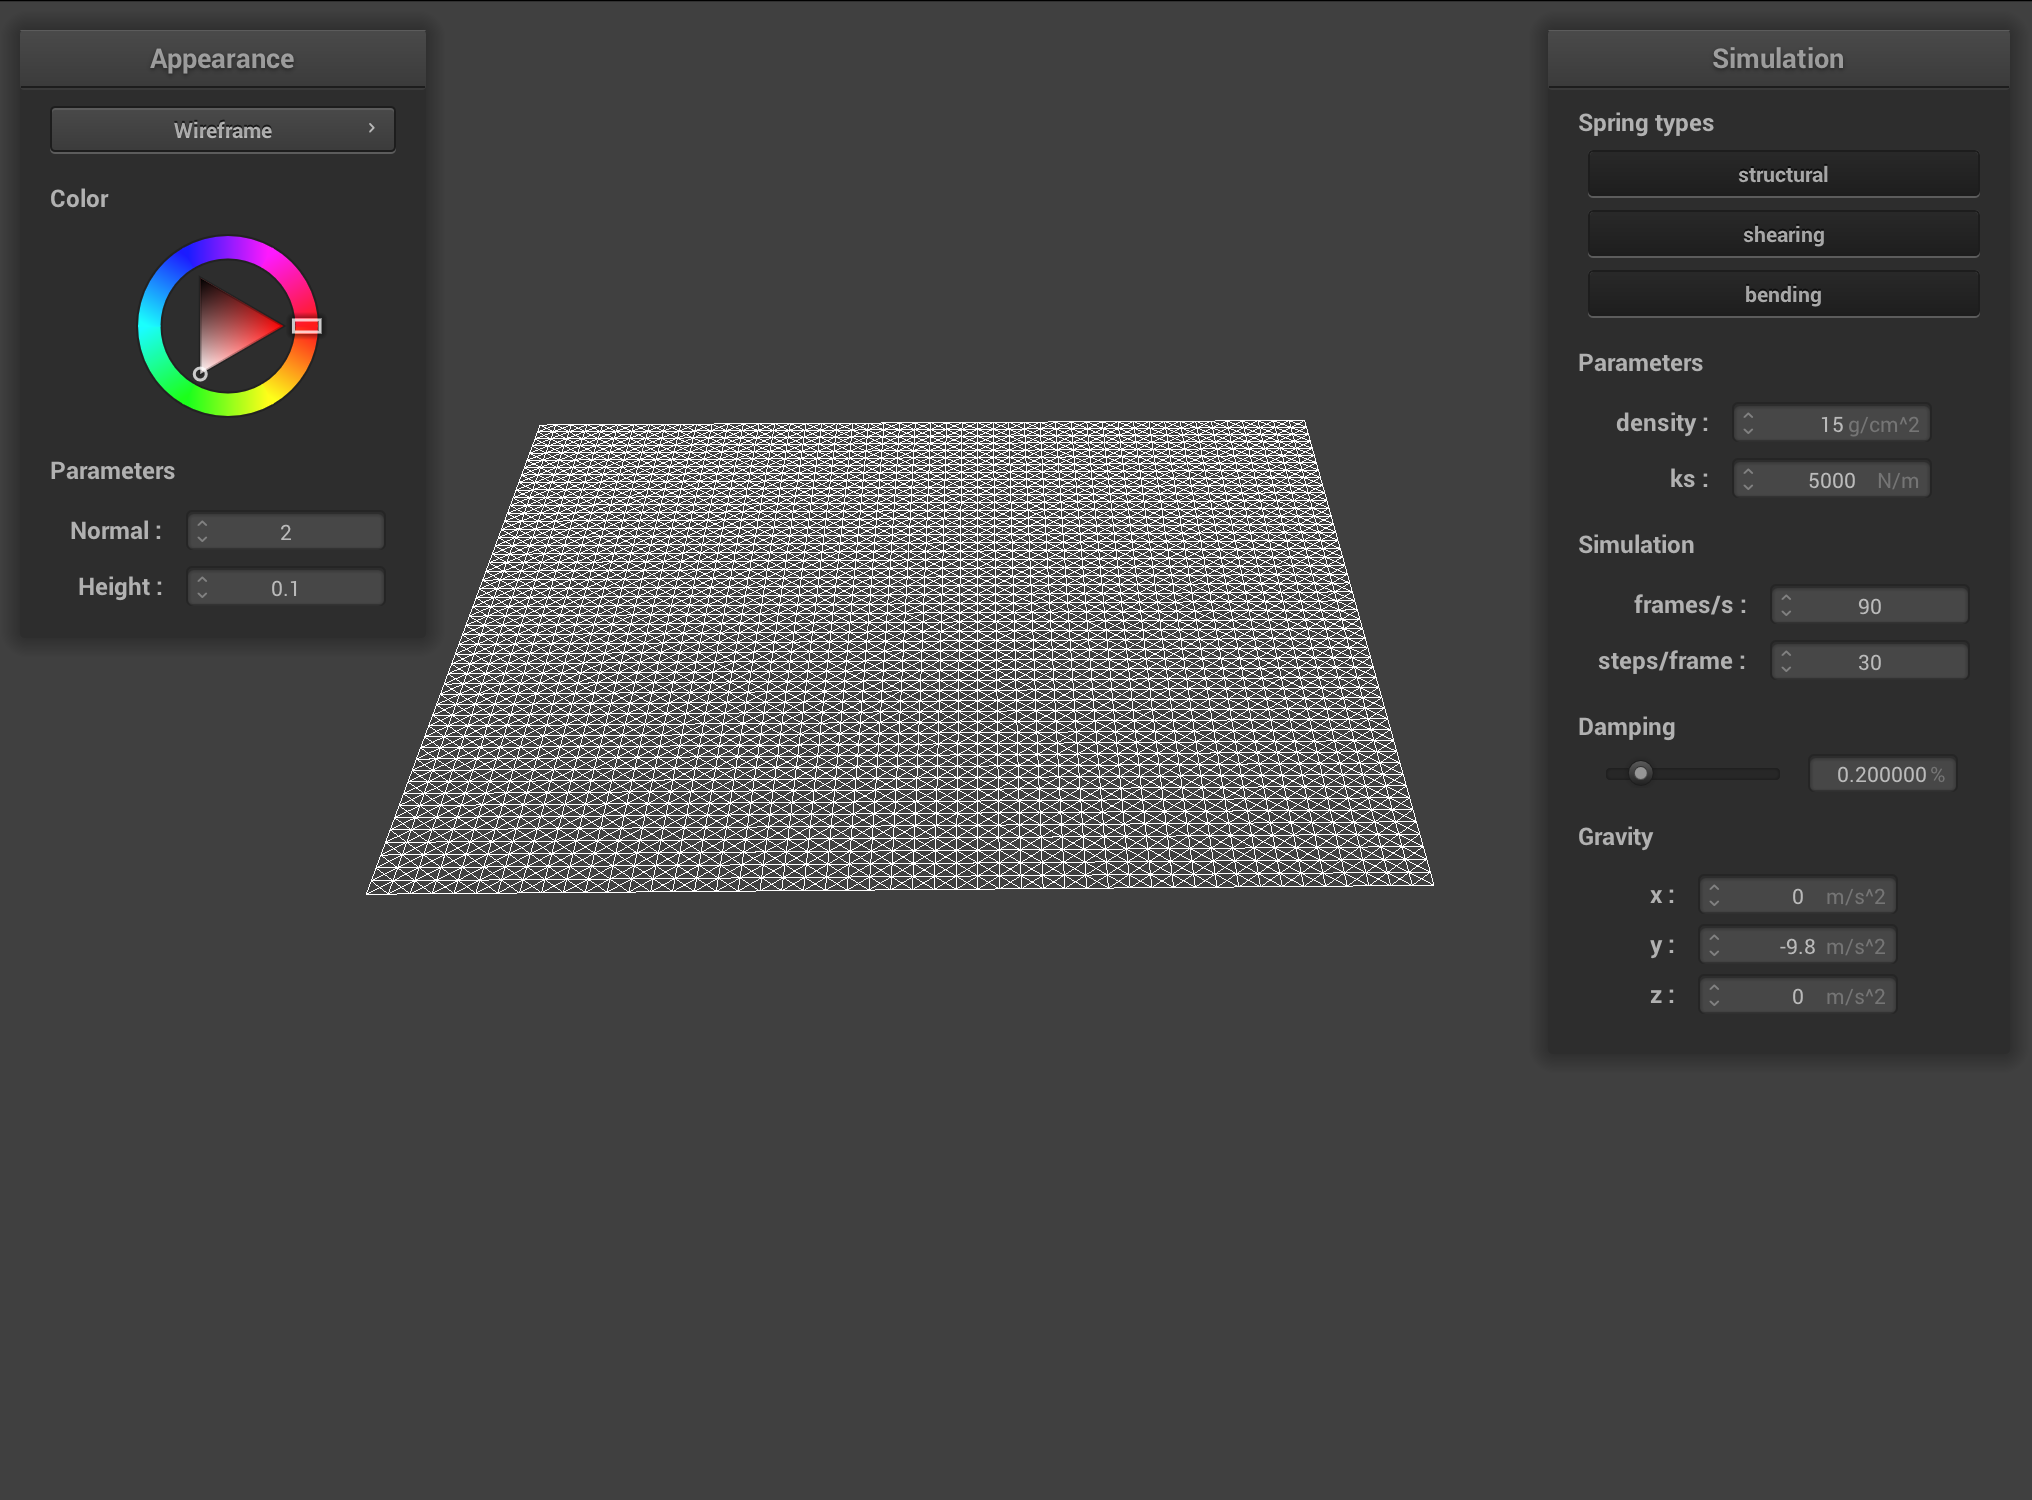 Appearance
Wireframe
Color
Parameters
Normal : 2
Height : 0.1
Simulation
Spring types
structural
shearing
bending
Parameters
density : 15 g/cm^2
ks : 5000 N/m
Simulation
frames/s : 90
steps/frame : 30
Damping
0.200000 %
Gravity
x : 0 m/s^2
y : -9.8 m/s^2
z : 0 m/s^2